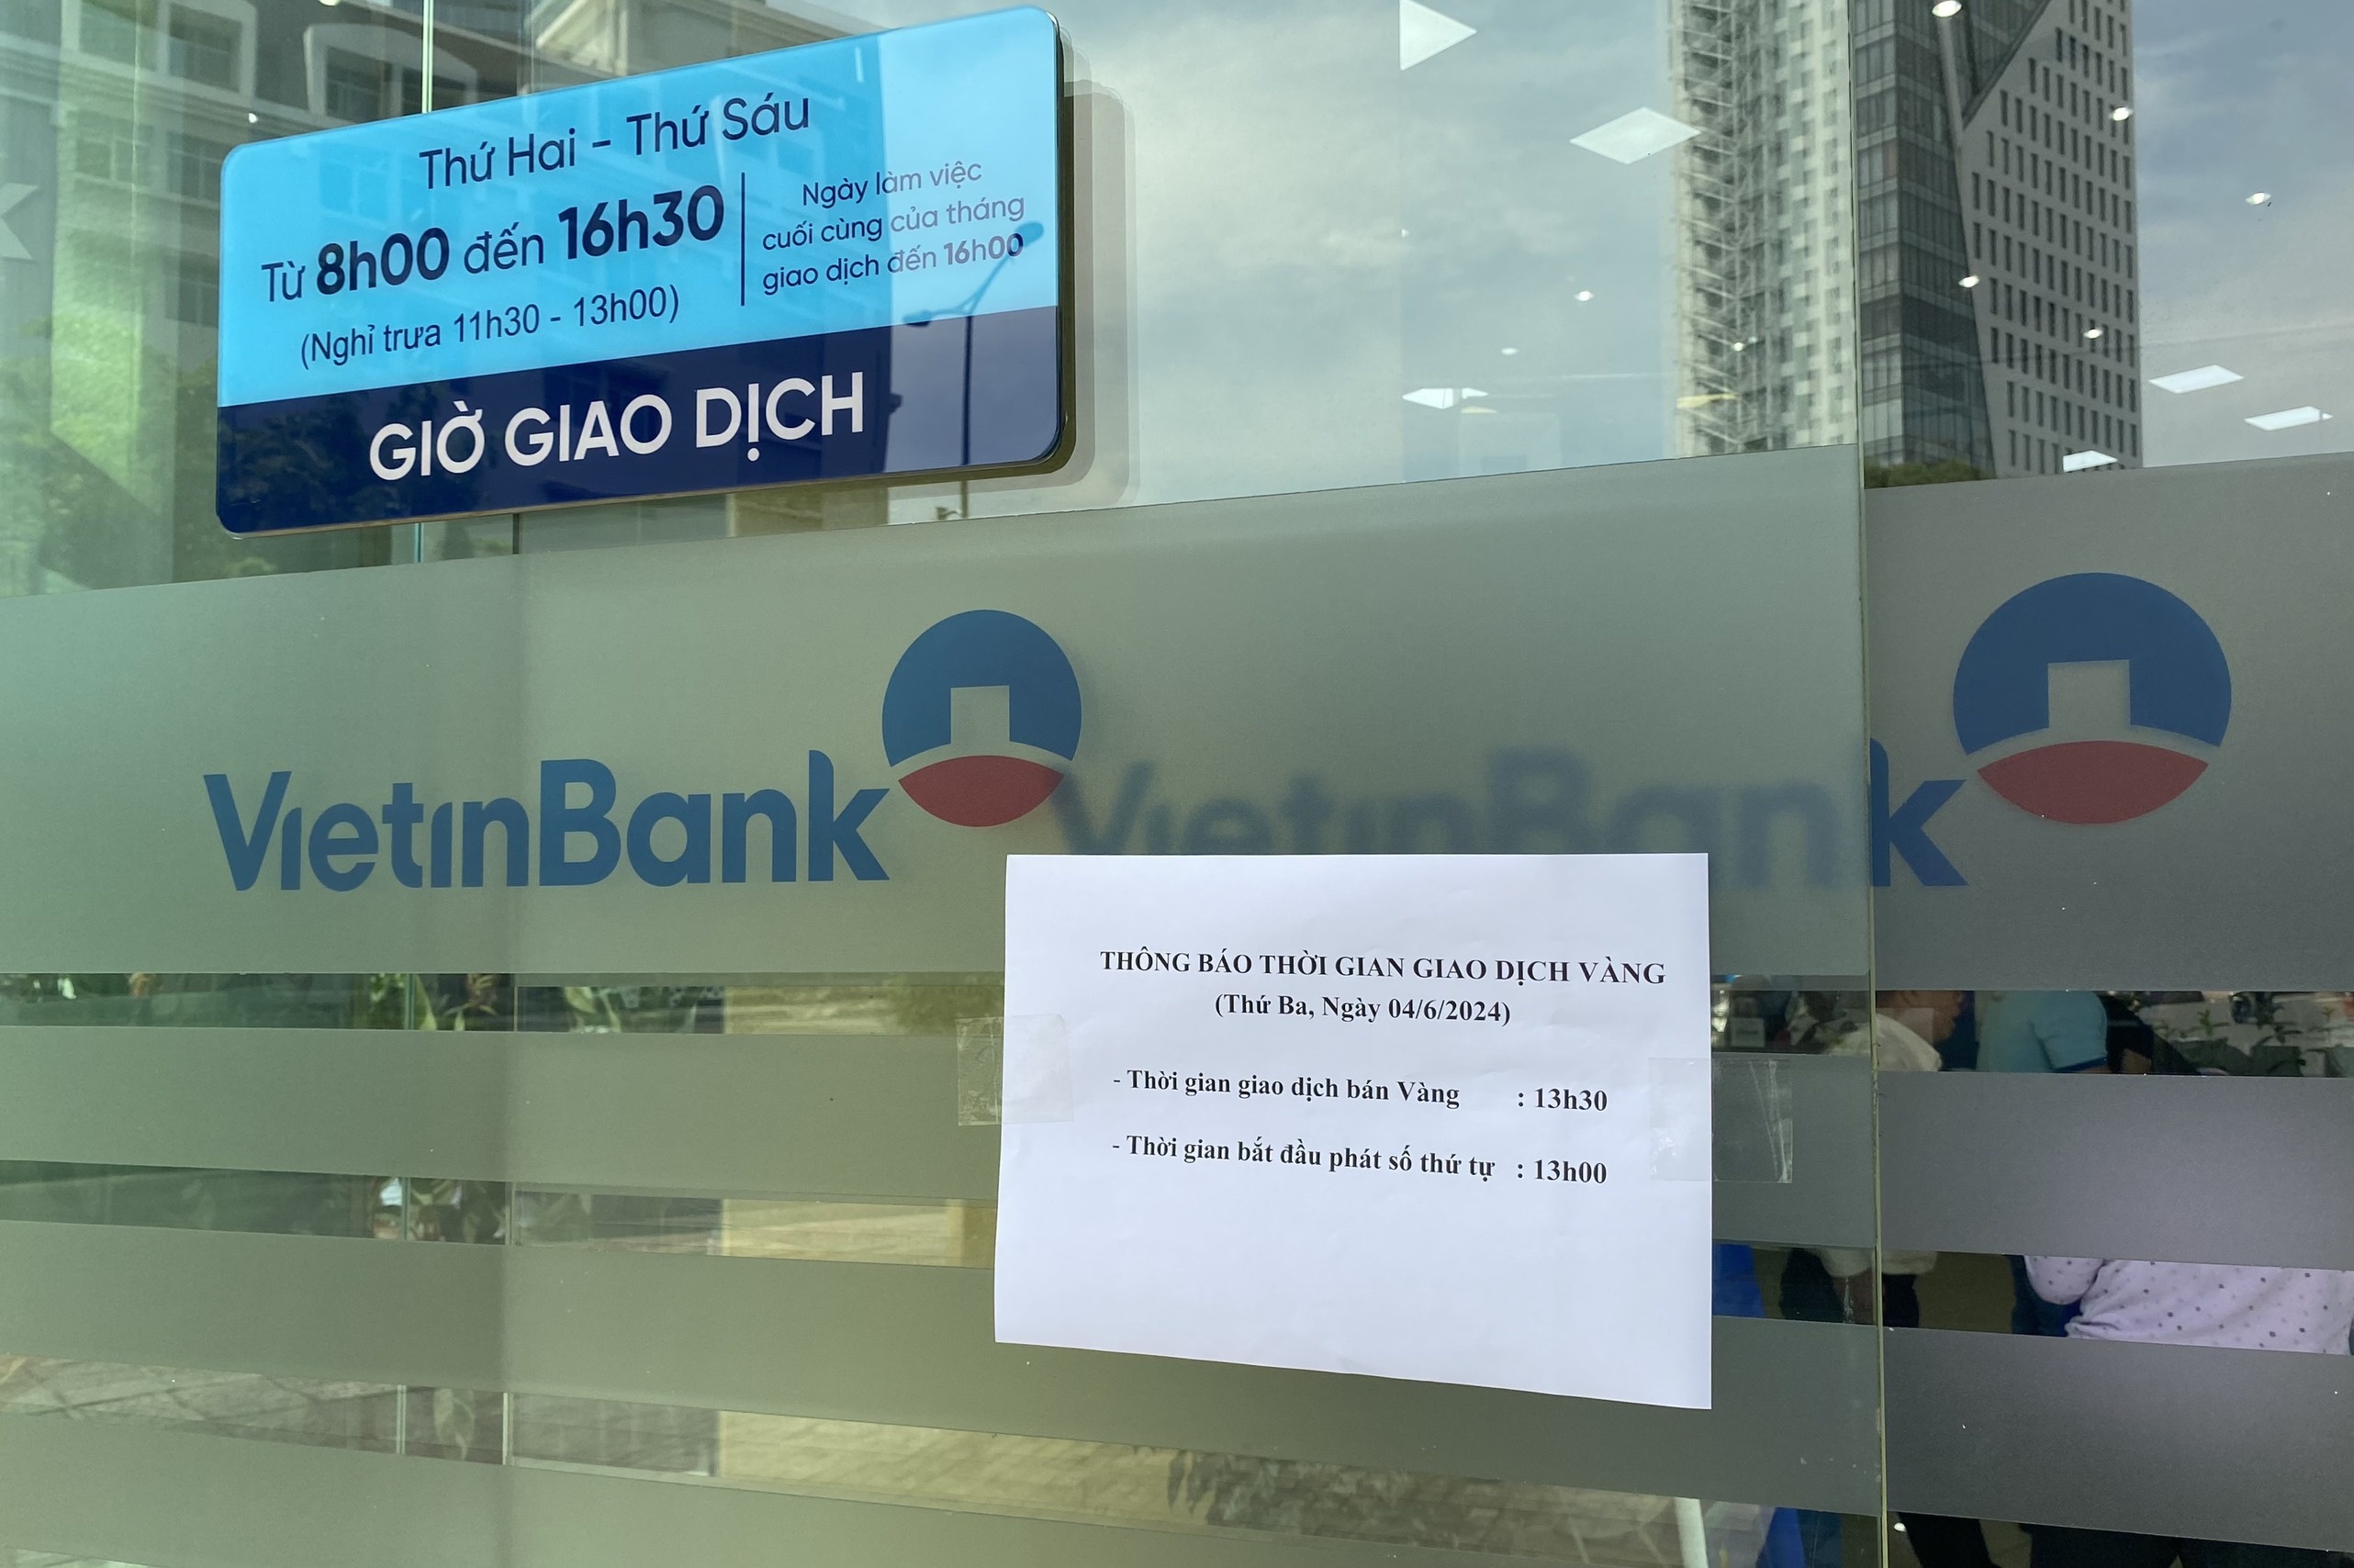 Thứ Hai - Thứ Sáu
Từ 8h00 đến 16h30
(Nghỉ trưa 11h30 - 13h00)
Ngày làm việc
cuối cùng của tháng
giao dịch đến 16h00
GIỜ GIAO DỊCH
VietinBank
VietinBank
k
THÔNG BÁO THỜI GIAN GIAO DỊCH VÀNG
(Thứ Ba, Ngày 04/6/2024)
- Thời gian giao dịch bán Vàng : 13h30
- Thời gian bắt đầu phát số thứ tự : 13h00